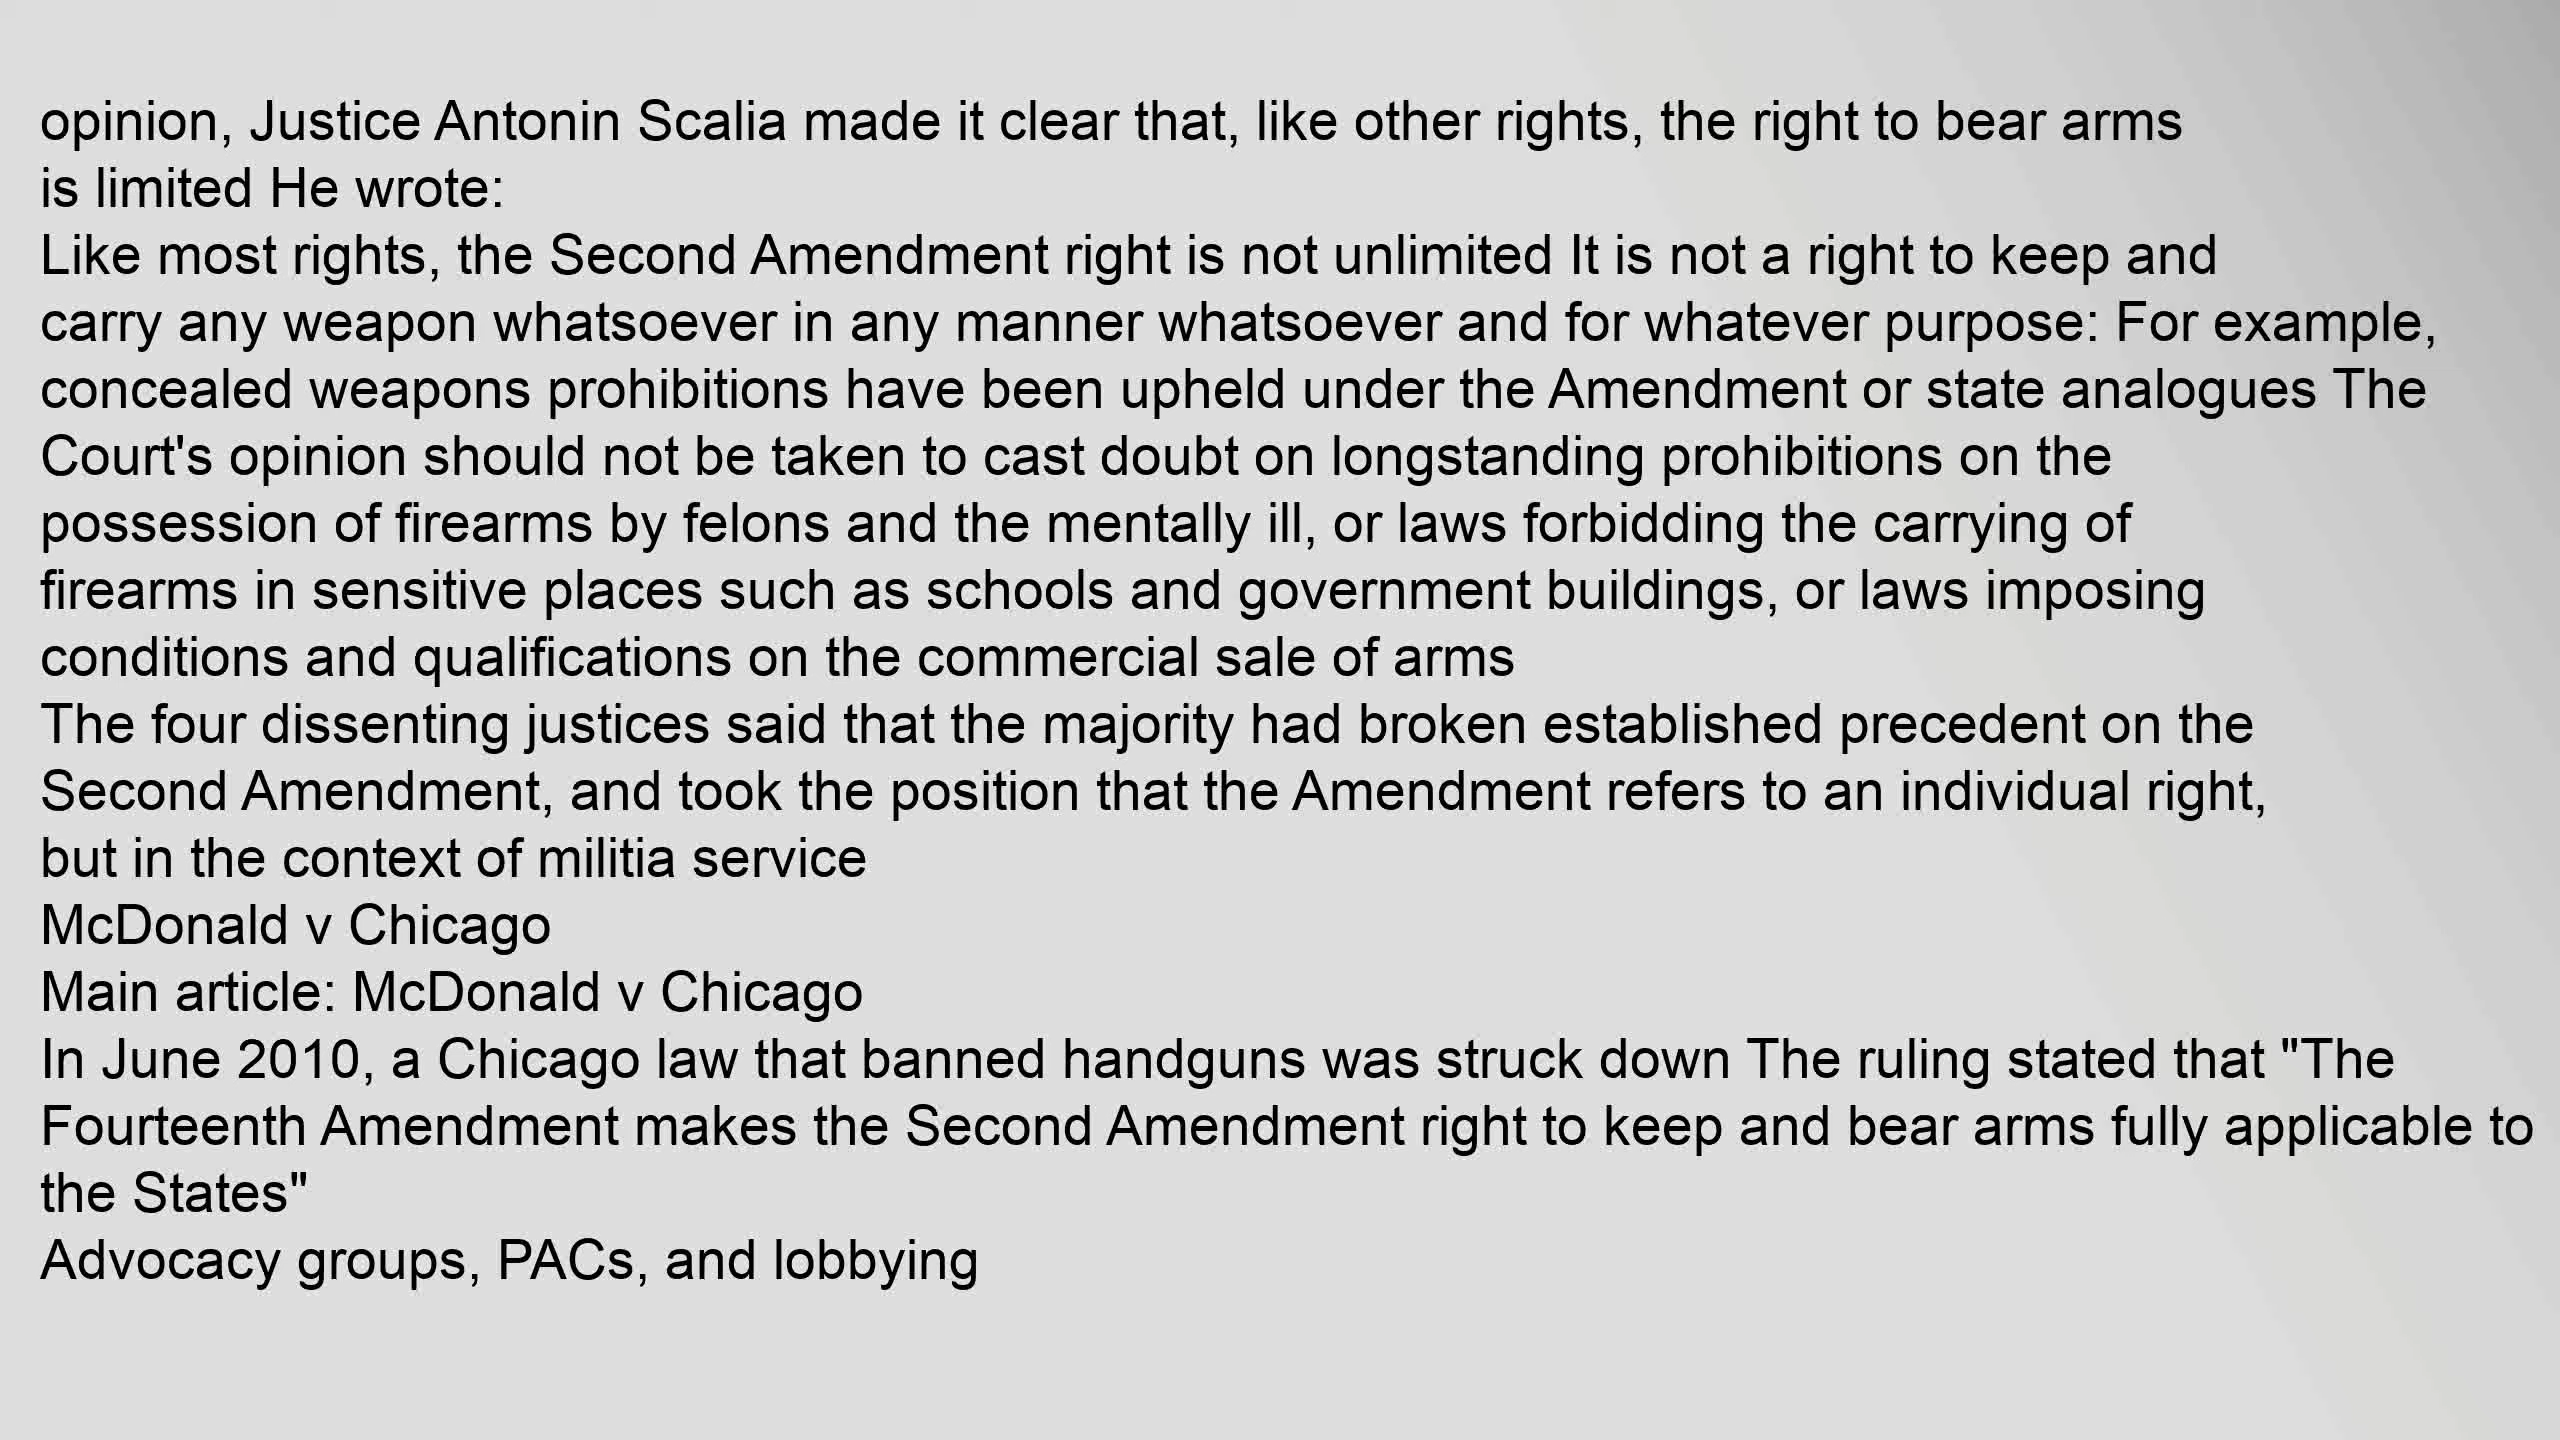 opinion, Justice Antonin Scalia made it clear that, like other rights, the right to bear arms
is limited He wrote:
Like most rights, the Second Amendment right is not unlimited It is not a right to keep and
carry any weapon whatsoever in any manner whatsoever and for whatever purpose: For example,
concealed weapons prohibitions have been upheld under the Amendment or state analogues The
Court's opinion should not be taken to cast doubt on longstanding prohibitions on the
possession of firearms by felons and the mentally ill, or laws forbidding the carrying of
firearms in sensitive places such as schools and government buildings, or laws imposing
conditions and qualifications on the commercial sale of arms
The four dissenting justices said that the majority had broken established precedent on the
Second Amendment, and took the position that the Amendment refers to an individual right,
but in the context of militia service
McDonald v Chicago
Main article: McDonald v Chicago
In June 2010, a Chicago law that banned handguns was struck down The ruling stated that "The
Fourteenth Amendment makes the Second Amendment right to keep and bear arms fully applicable to
the States"
Advocacy groups, PACs, and lobbying